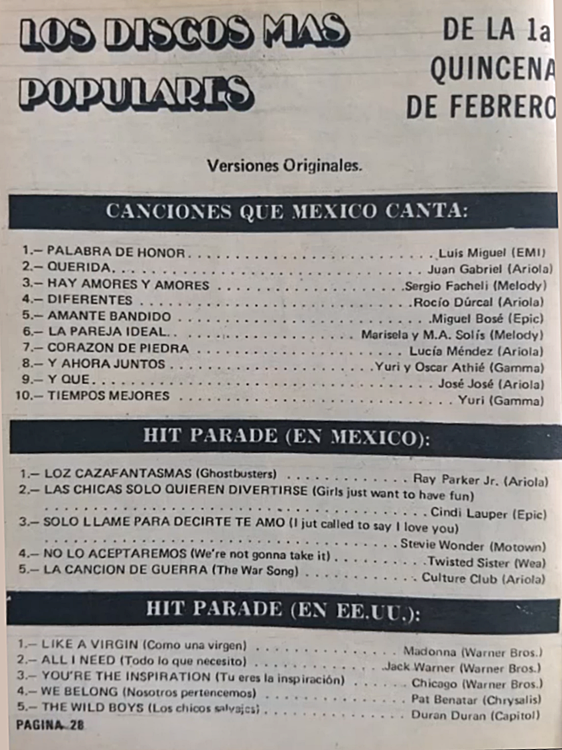 LOS DISCOS MAS POPULARES
DE LA 1a
QUINCENA
DE FEBRERO
Versiones Originales.
CANCIONES QUE MEXICO CANTA:
1.— PALABRA DE HONOR . . . . . . . . . . . . . . . . . . . . . . . . . Luis Miguel (EMI)
2.— QUERIDA. . . . . . . . . . . . . . . . . . . . . . . . . . . . . . Juan Gabriel (Ariola)
3.— HAY AMORES Y AMORES . . . . . . . . . . . . . . . . . Sergio Facheli (Melody)
4.— DIFERENTES . . . . . . . . . . . . . . . . . . . . . . . . . Rocío Dúrcal (Ariola)
5.— AMANTE BANDIDO . . . . . . . . . . . . . . . . . . . . . . . Miguel Bosé (Epic)
6.— LA PAREJA IDEAL. . . . . . . . . . . . . . . . . Marisela y M.A. Solís (Melody)
7.— CORAZON DE PIEDRA . . . . . . . . . . . . . . . . . . . Lucía Méndez (Ariola)
8.— Y AHORA JUNTOS . . . . . . . . . . . . . . . . . Yuri y Oscar Athié (Gamma)
9.— Y QUE. . . . . . . . . . . . . . . . . . . . . . . . . . . . . . José José (Ariola)
10.— TIEMPOS MEJORES . . . . . . . . . . . . . . . . . . . . . . . . Yuri (Gamma)
HIT PARADE (EN MEXICO):
1.— LOZ CAZAFANTASMAS (Ghostbusters) . . . . . . . . . . . . Ray Parker Jr. (Ariola)
2.— LAS CHICAS SOLO QUIEREN DIVERTIRSE (Girls just want to have fun)
. . . . . . . . . . . . . . . . . . . . . . . . . . . . . . . . . . Cindi Lauper (Epic)
3.— SOLO LLAME PARA DECIRTE TE AMO (I jut called to say I love you)
. . . . . . . . . . . . . . . . . . . . . . . . . . . . . . . Stevie Wonder (Motown)
4.— NO LO ACEPTAREMOS (We're not gonna take it) . . . . . . . . . Twisted Sister (Wea)
5.— LA CANCION DE GUERRA (The War Song) . . . . . . . . . . . Culture Club (Ariola)
HIT PARADE (EN EE.UU.):
1.— LIKE A VIRGIN (Como una virgen) . . . . . . . . . . . . . Madonna (Warner Bros.)
2.— ALL I NEED (Todo lo que necesito) . . . . . . . . . . . . Jack Warner (Warner Bros.)
3.— YOU'RE THE INSPIRATION (Tu eres la inspiración) . . . . . . Chicago (Warner Bros.)
4.— WE BELONG (Nosotros pertencemos) . . . . . . . . . . . . . Pat Benatar (Chrysalis)
5.— THE WILD BOYS (Los chicos salvajes) . . . . . . . . . . . . . Duran Duran (Capitol)
PAGINA 28